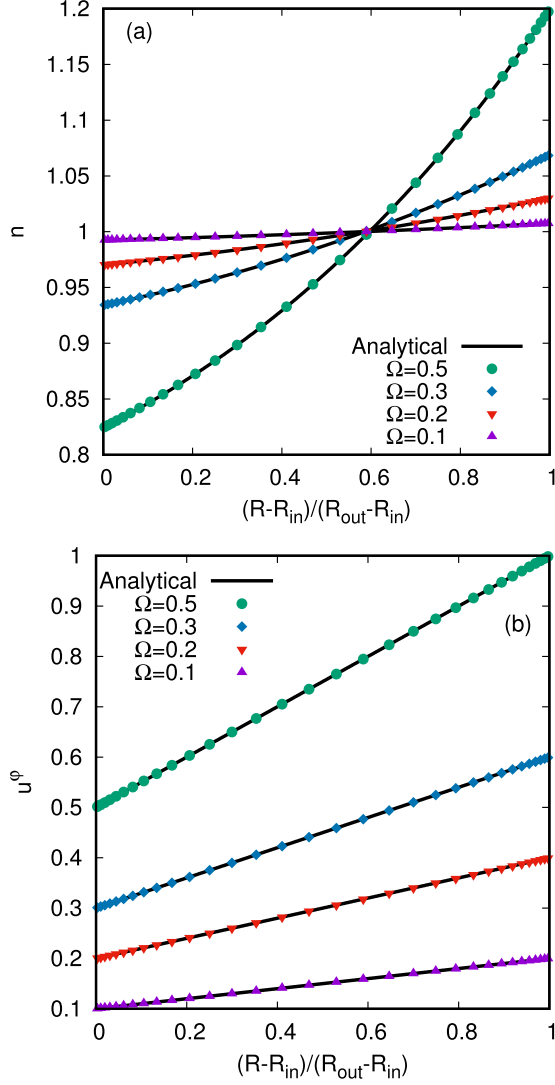 (a)
1.2
1.15
1.1
1.05
1
0.95
0.9
0.85
0.8
n
Analytical
Ω=0.5
Ω=0.3
Ω=0.2
Ω=0.1
0 0.2 0.4 0.6 0.8 1
(R-R_in)/(R_out-R_in)
1
0.9
0.8
0.7
0.6
0.5
0.4
0.3
0.2
0.1
u^φ
Analytical
Ω=0.5
Ω=0.3
Ω=0.2
Ω=0.1
(b)
0 0.2 0.4 0.6 0.8 1
(R-R_in)/(R_out-R_in)